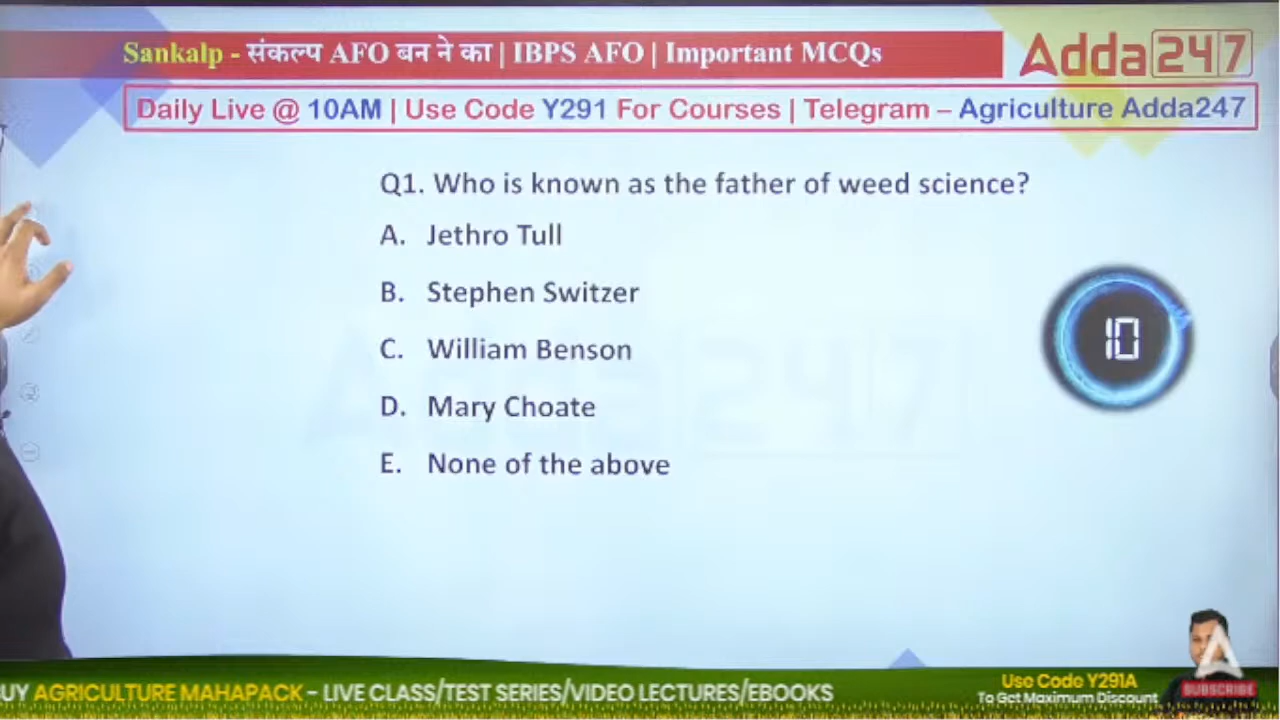 Sankalp - संकल्प AFO बन ने का | IBPS AFO | Important MCQs
Adda247
Daily Live @ 10AM | Use Code Y291 For Courses | Telegram – Agriculture Adda247
Q1. Who is known as the father of weed science?
A. Jethro Tull
B. Stephen Switzer
C. William Benson
D. Mary Choate
E. None of the above
10
Adda247
UY AGRICULTURE MAHAPACK – LIVE CLASS/TEST SERIES/VIDEO LECTURES/EBOOKS
Use Code Y291A
To Get Maximum Discount
A
SUBSCRIBE